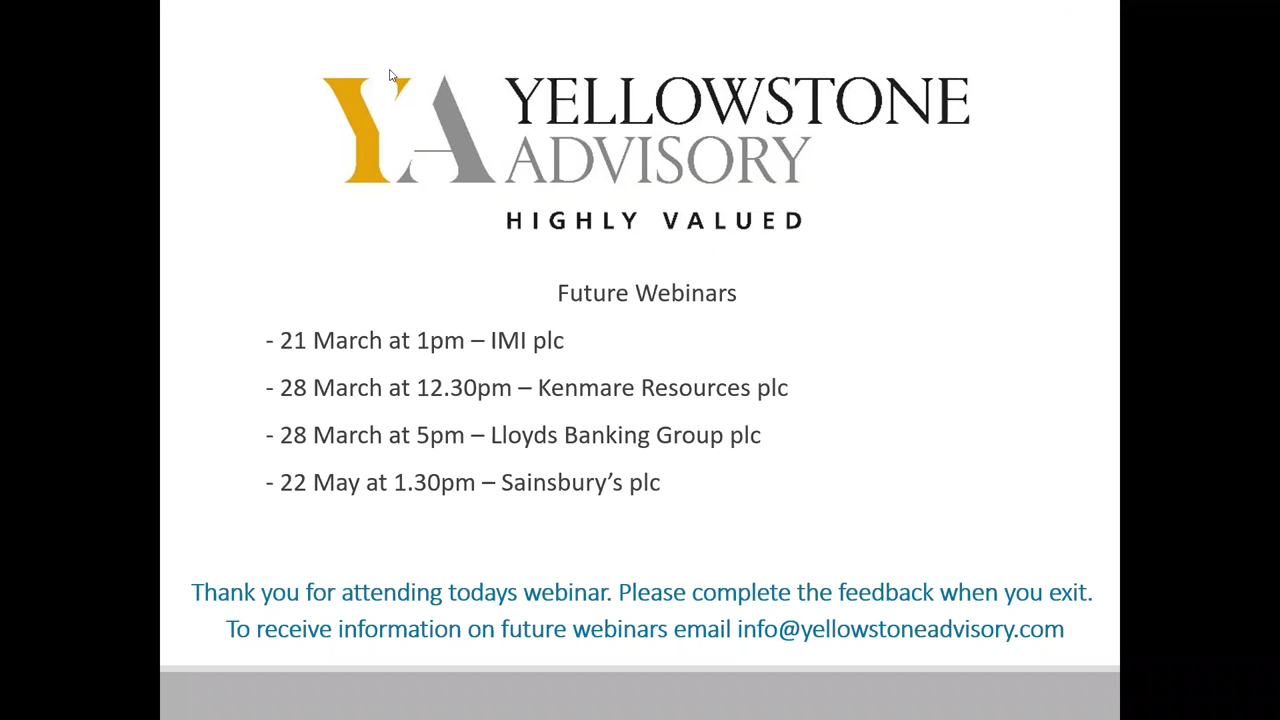 YA YELLOWSTONE
ADVISORY
HIGHLY VALUED
Future Webinars
- 21 March at 1pm – IMI plc
- 28 March at 12.30pm – Kenmare Resources plc
- 28 March at 5pm – Lloyds Banking Group plc
- 22 May at 1.30pm – Sainsbury’s plc
Thank you for attending todays webinar. Please complete the feedback when you exit.
To receive information on future webinars email info@yellowstoneadvisory.com